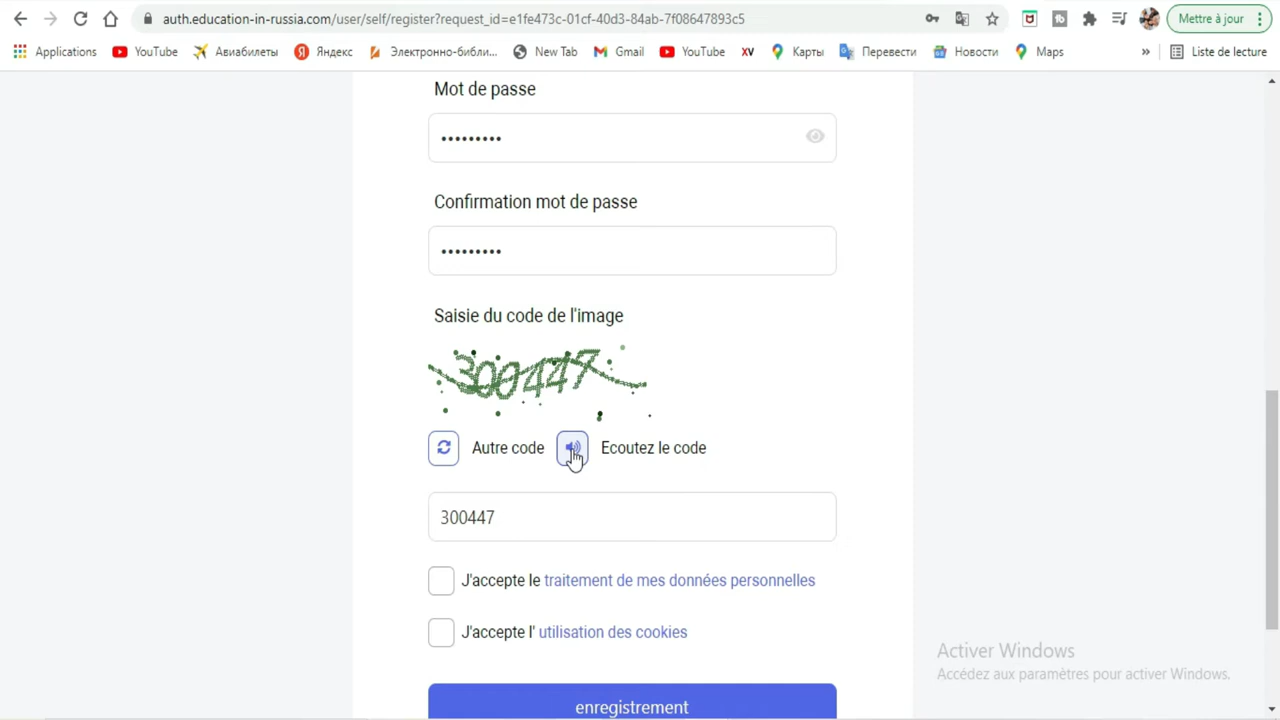 auth.education-in-russia.com/user/self/register?request_id=e1fe473c-01cf-40d3-84ab-7f08647893c5
Mettre à jour
Applications YouTube Авиабилеты Яндекс Электронно-библи... New Tab Gmail YouTube XV Карты Перевести Новости Maps » Liste de lecture
Mot de passe
•••••••••
Confirmation mot de passe
•••••••••
Saisie du code de l'image
300447
Autre code Ecoutez le code
300447
J'accepte le traitement de mes données personnelles
J'accepte l' utilisation des cookies
Activer Windows
Accédez aux paramètres pour activer Windows.
enregistrement